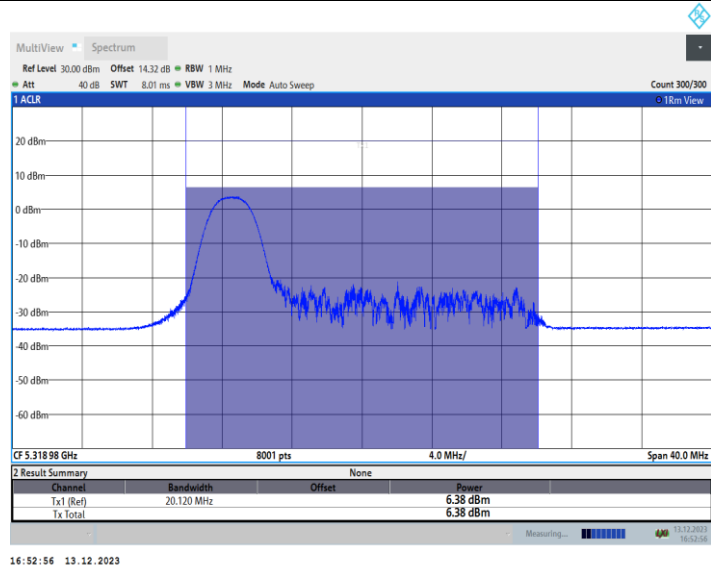 R&S
MultiView Spectrum
Ref Level 30.00 dBm Offset 14.32 dB RBW 1 MHz
Att 40 dB SWT 8.01 ms VBW 3 MHz Mode Auto Sweep Count 300/300
1 ACLR 1Rm View
20 dBm
10 dBm
0 dBm
-10 dBm
-20 dBm
-30 dBm
-40 dBm
-50 dBm
-60 dBm
CF 5.318 98 GHz 8001 pts 4.0 MHz/ Span 40.0 MHz
2 Result Summary None
Channel Bandwidth Offset Power
Tx1 (Ref) 20.120 MHz 6.38 dBm
Tx Total 6.38 dBm
Measuring... 13.12.2023
16:52:56
16:52:56 13.12.2023